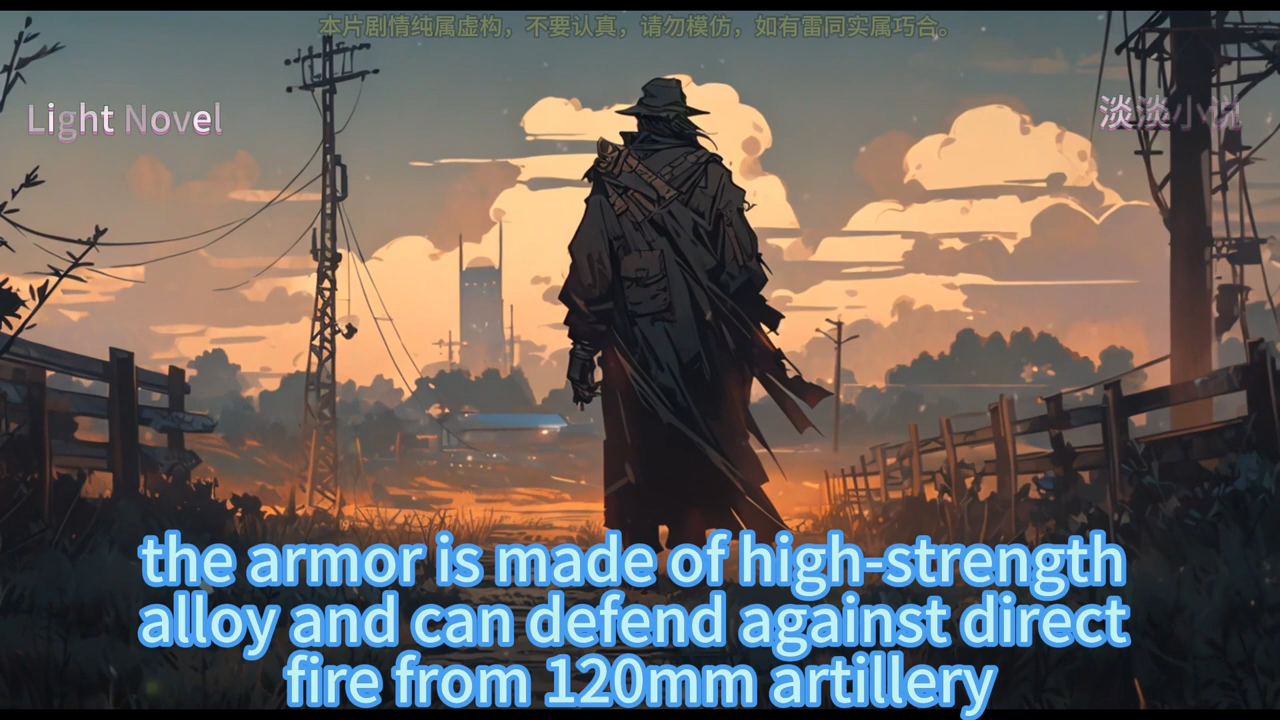 本片剧情纯属虚构，不要认真，请勿模仿，如有雷同实属巧合。
Light Novel
淡淡小说
the armor is made of high-strength
alloy and can defend against direct
fire from 120mm artillery